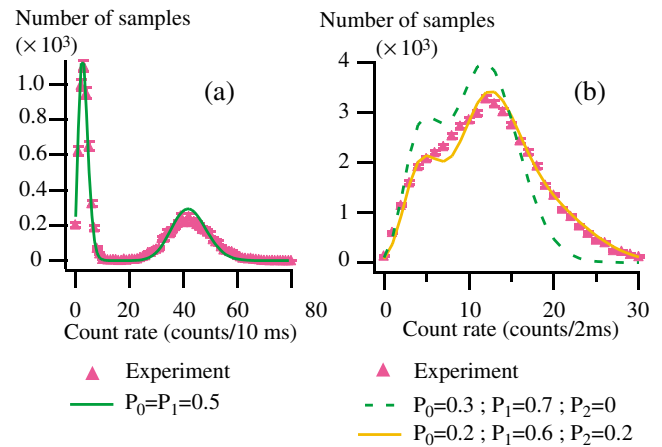 Number of samples
(× 10³)
(a)
1.0
0.8
0.6
0.4
0.2
0
0 20 40 60 80
Count rate (counts/10 ms)
Experiment
P₀=P₁=0.5
Number of samples
(× 10³)
(b)
4
3
2
1
0
0 10 20 30
Count rate (counts/2ms)
Experiment
P₀=0.3 ; P₁=0.7 ; P₂=0
P₀=0.2 ; P₁=0.6 ; P₂=0.2